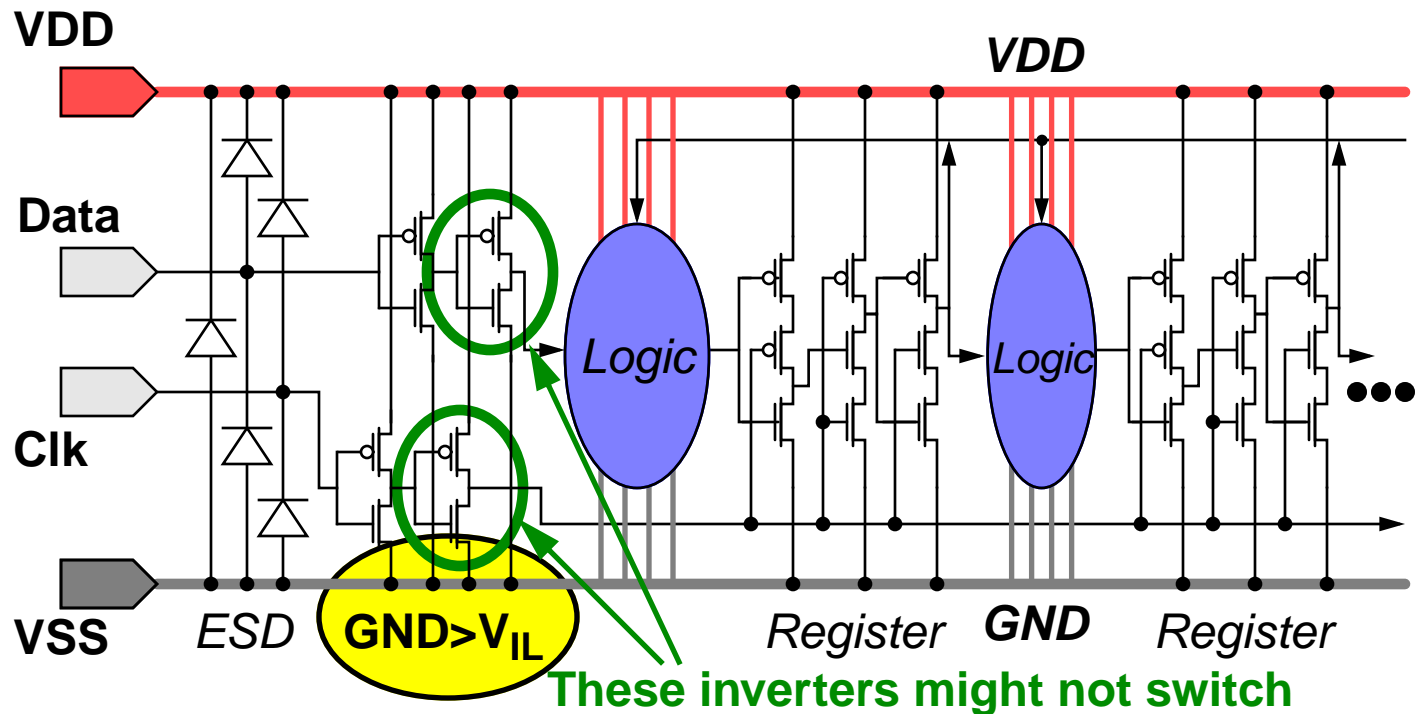 VDD
VDD
Data
Logic
Logic
Clk
VSS
ESD
GND>VIL
Register
GND
Register
These inverters might not switch